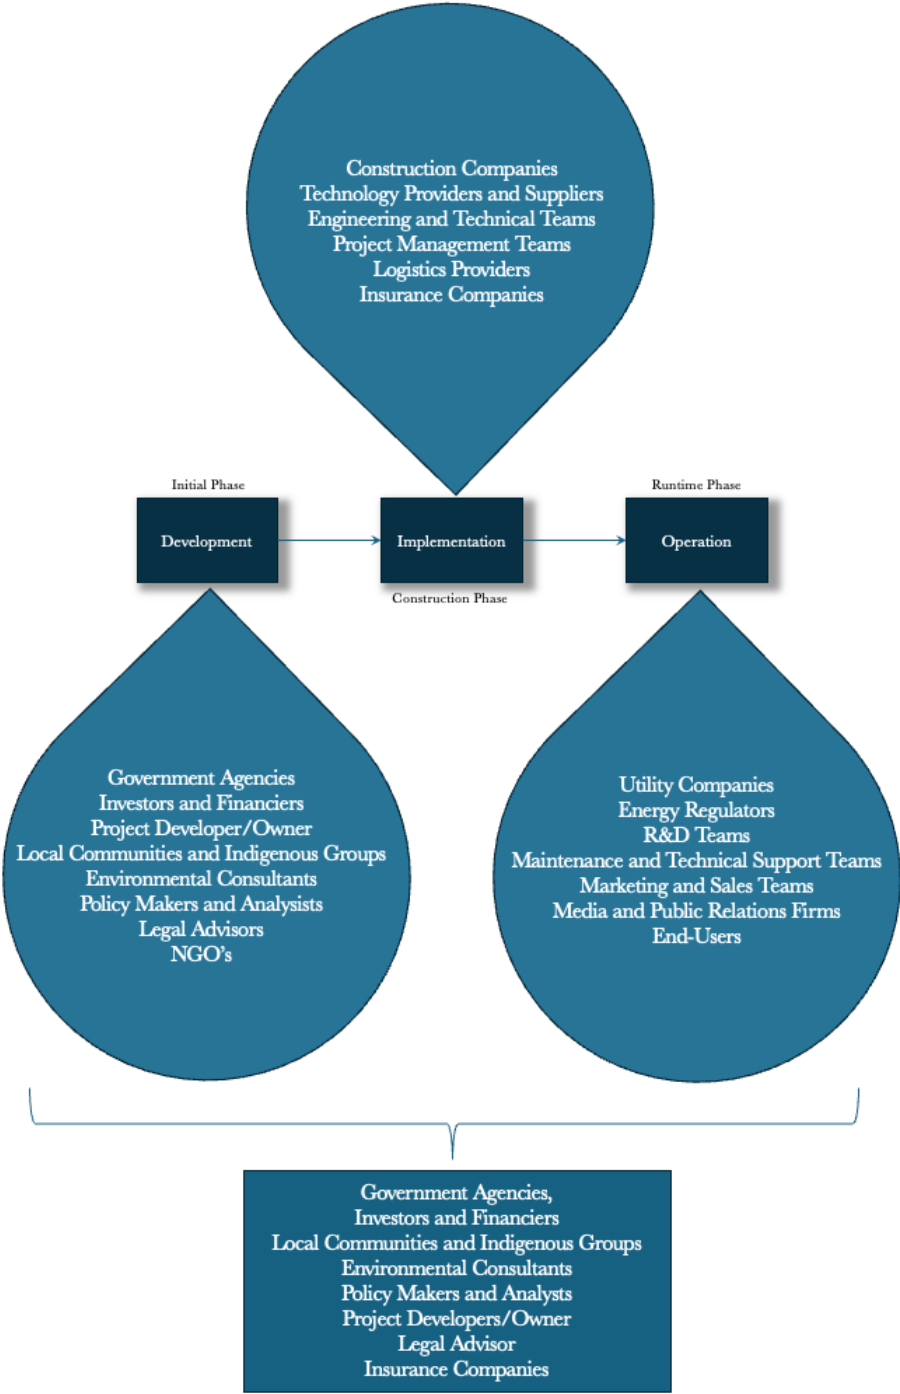 Construction Companies
Technology Providers and Suppliers
Engineering and Technical Teams
Project Management Teams
Logistics Providers
Insurance Companies
Initial Phase
Runtime Phase
Development
Implementation
Operation
Construction Phase
Government Agencies
Investors and Financiers
Project Developer/Owner
Local Communities and Indigenous Groups
Environmental Consultants
Policy Makers and Analysists
Legal Advisors
NGO's
Utility Companies
Energy Regulators
R&D Teams
Maintenance and Technical Support Teams
Marketing and Sales Teams
Media and Public Relations Firms
End-Users
Government Agencies,
Investors and Financiers
Local Communities and Indigenous Groups
Environmental Consultants
Policy Makers and Analysts
Project Developers/Owner
Legal Advisor
Insurance Companies